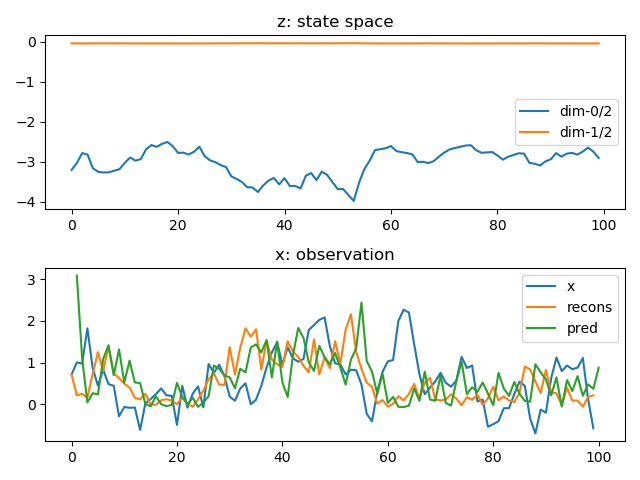 z: state space
0
−1
−2
−3
−4
dim-0/2
dim-1/2
0 20 40 60 80 100
x: observation
3
2
1
0
x
recons
pred
0 20 40 60 80 100